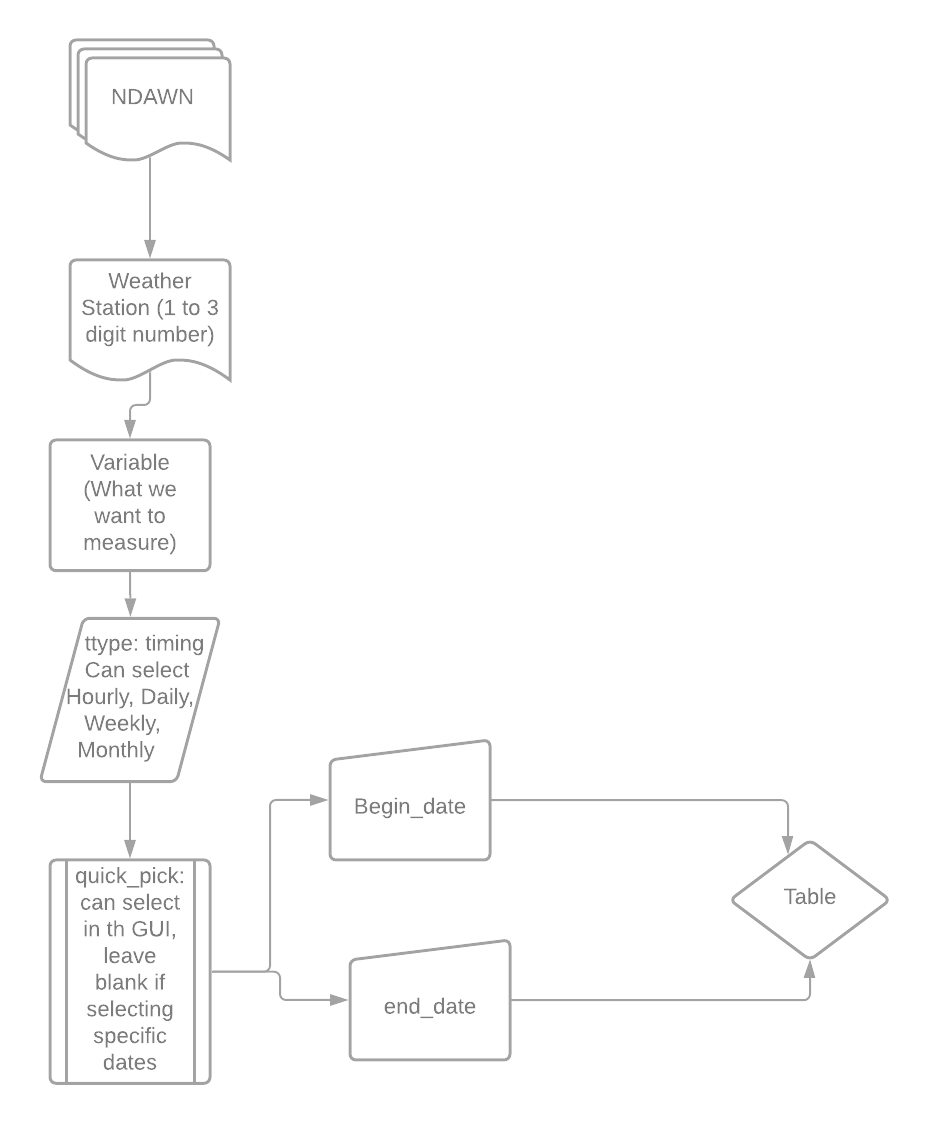 NDAWN
Weather
Station (1 to 3
digit number)
Variable
(What we
want to
measure)
ttype: timing
Can select
Hourly, Daily,
Weekly,
Monthly
quick_pick:
can select
in th GUI,
leave
blank if
selecting
specific
dates
Begin_date
end_date
Table